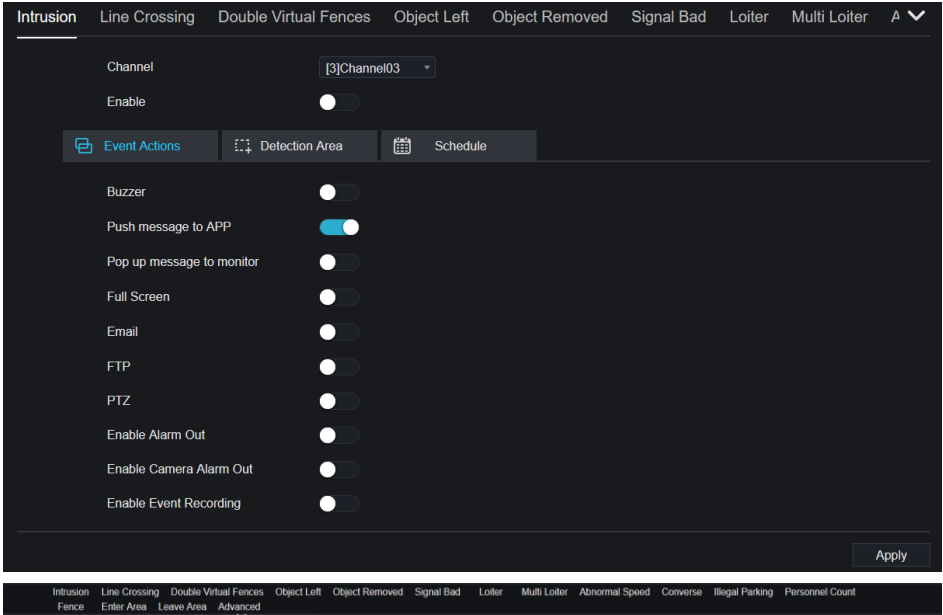 Intrusion Line Crossing Double Virtual Fences Object Left Object Removed Signal Bad Loiter Multi Loiter A
Channel [3]Channel03
Enable
Event Actions Detection Area Schedule
Buzzer
Push message to APP
Pop up message to monitor
Full Screen
Email
FTP
PTZ
Enable Alarm Out
Enable Camera Alarm Out
Enable Event Recording
Apply
Intrusion Line Crossing Double Virtual Fences Object Left Object Removed Signal Bad Loiter Multi Loiter Abnormal Speed Converse Illegal Parking Personnel Count
Fence Enter Area Leave Area Advanced